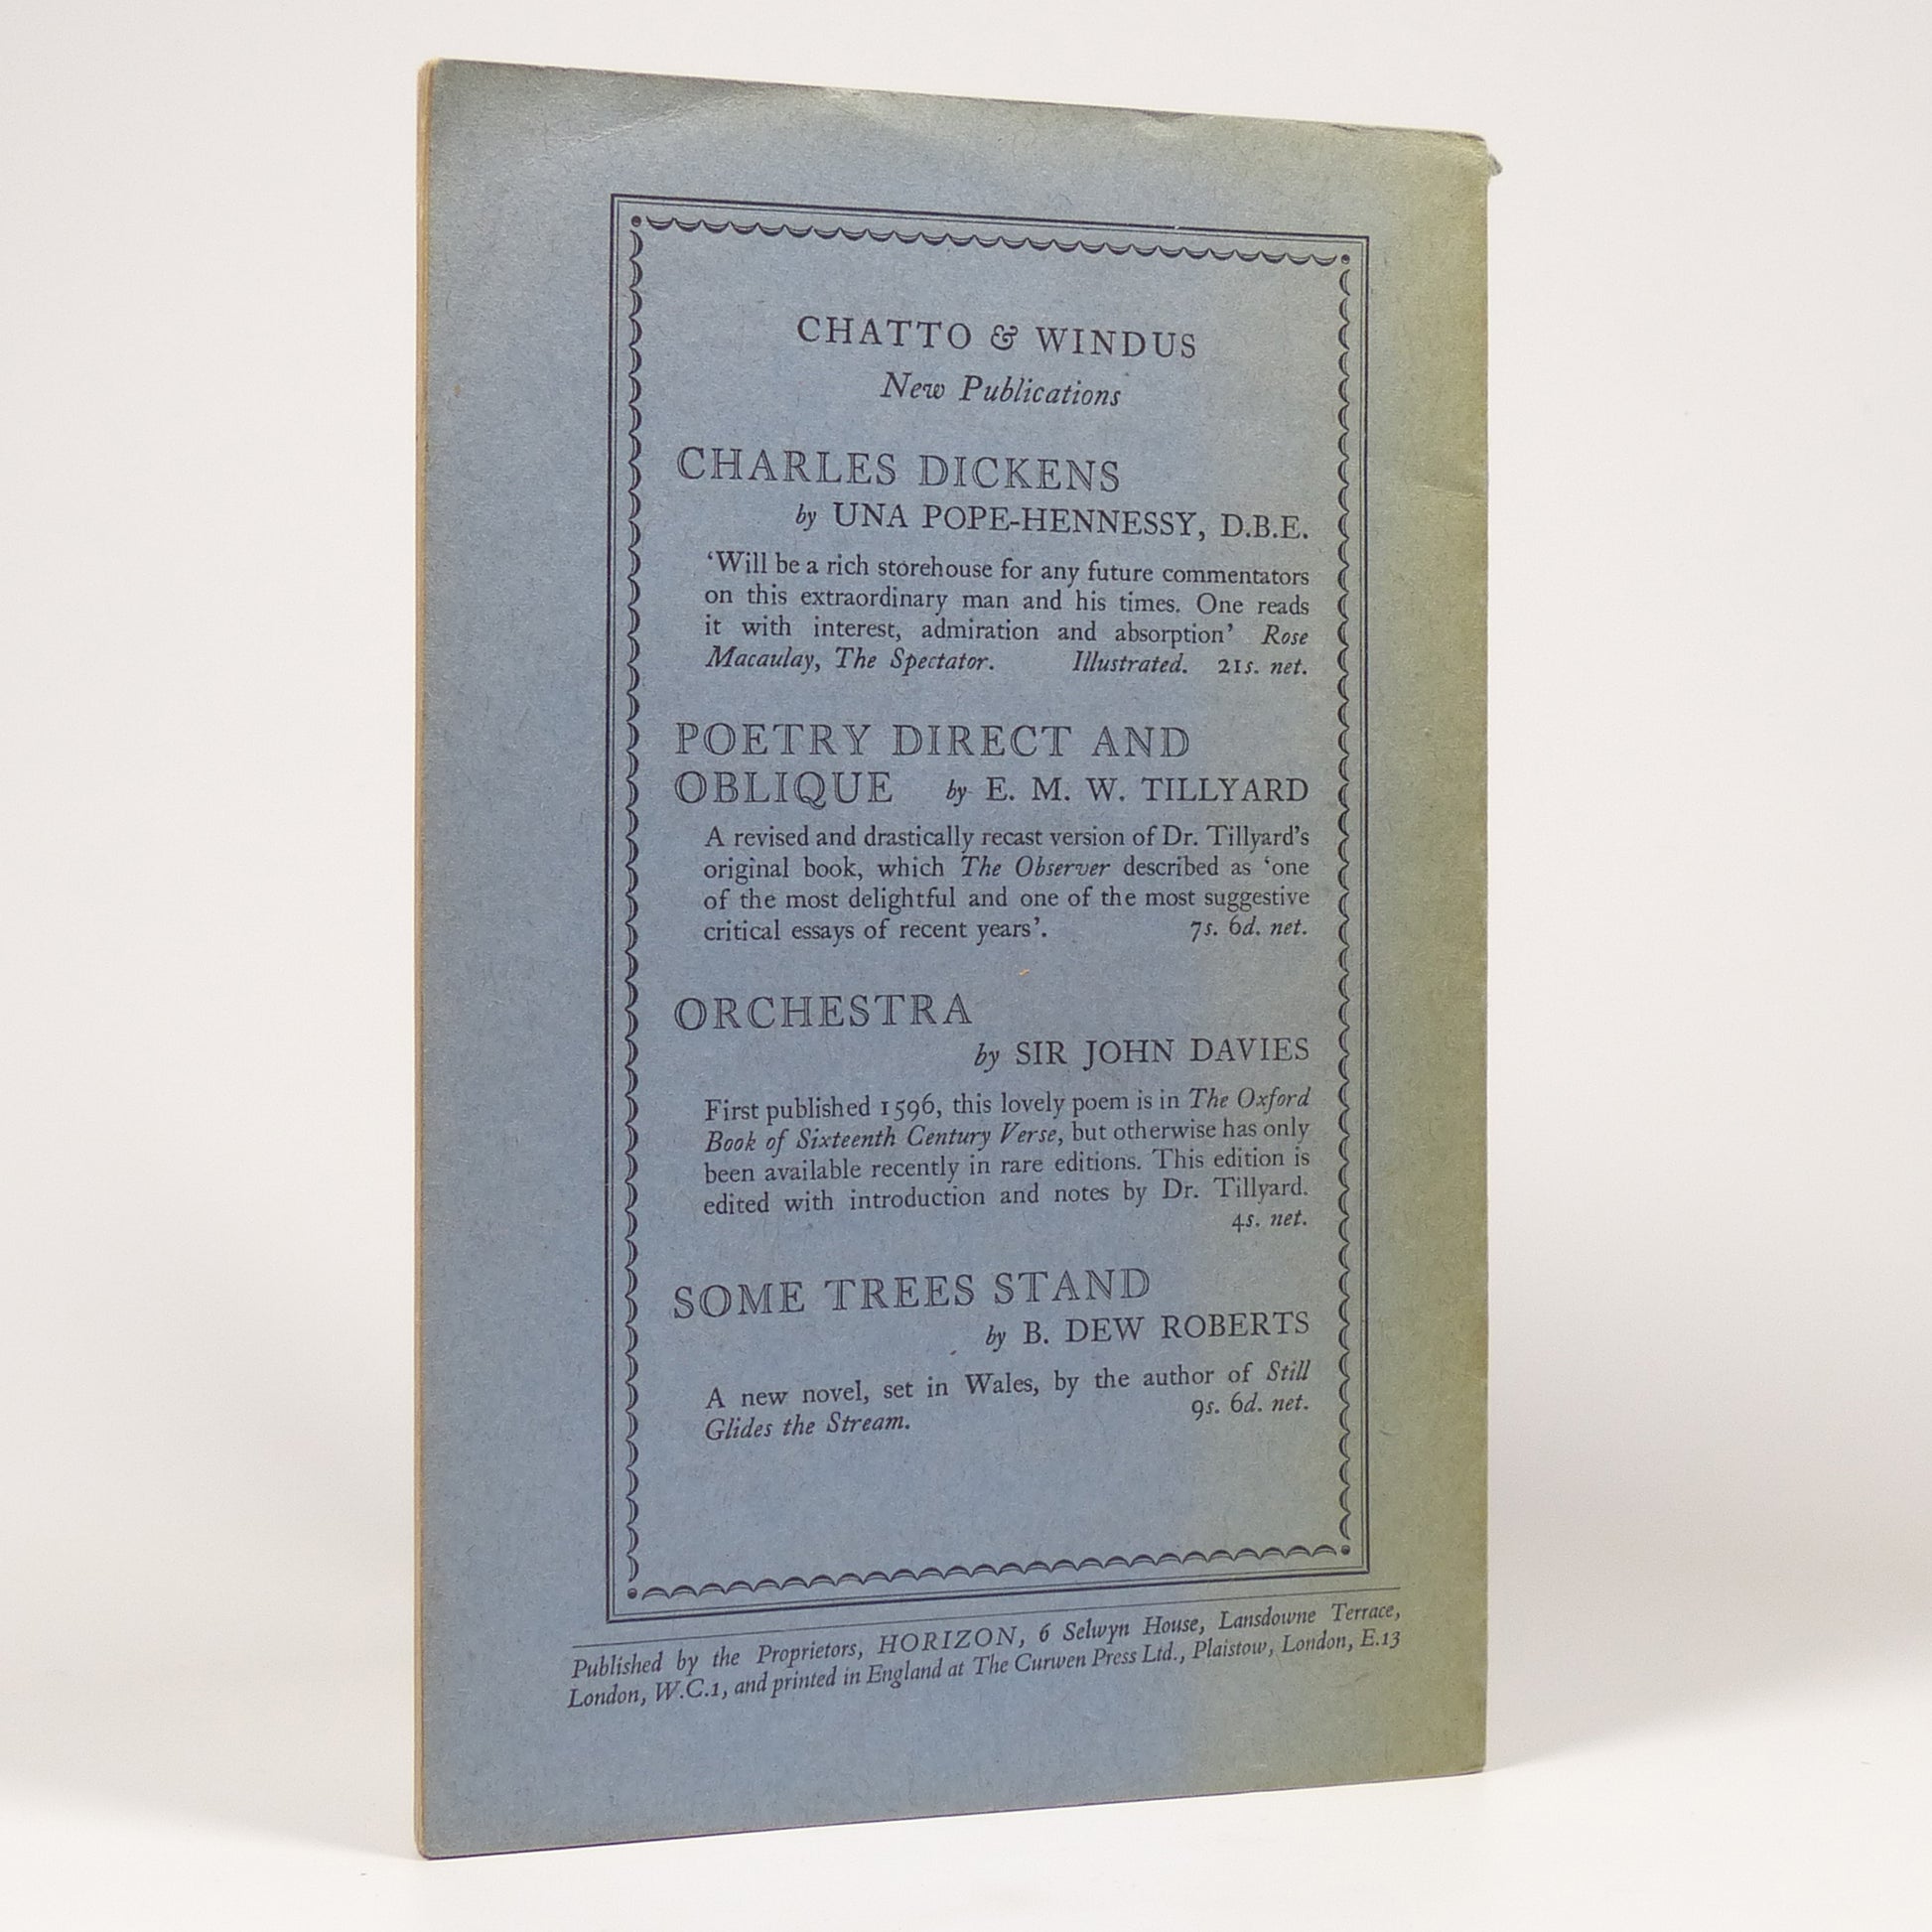 CHATTO & WINDUS
New Publications
CHARLES DICKENS
by UNA POPE-HENNESSY, D.B.E.
‘Will be a rich storehouse for any future commentators
on this extraordinary man and his times. One reads
it with interest, admiration and absorption’ Rose
Macaulay, The Spectator. Illustrated. 21s. net.
POETRY DIRECT AND
OBLIQUE by E. M. W. TILLYARD
A revised and drastically recast version of Dr. Tillyard’s
original book, which The Observer described as ‘one
of the most delightful and one of the most suggestive
critical essays of recent years’. 7s. 6d. net.
ORCHESTRA
by SIR JOHN DAVIES
First published 1596, this lovely poem is in The Oxford
Book of Sixteenth Century Verse, but otherwise has only
been available recently in rare editions. This edition is
edited with introduction and notes by Dr. Tillyard.
4s. net.
SOME TREES STAND
by B. DEW ROBERTS
A new novel, set in Wales, by the author of Still
Glides the Stream. 9s. 6d. net.
Published by the Proprietors, HORIZON, 6 Selwyn House, Lansdowne Terrace,
London, W.C.1, and printed in England at The Curwen Press Ltd., Plaistow, London, E.13